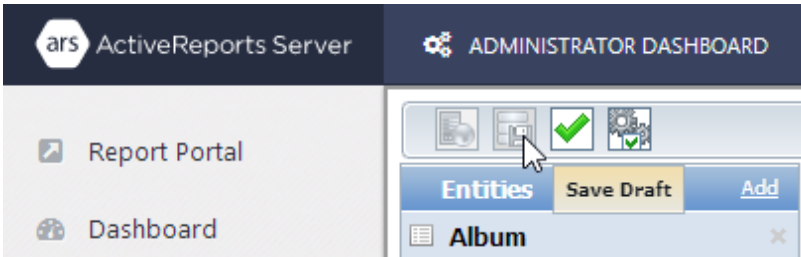 ars ActiveReports Server
ADMINISTRATOR DASHBOARD
Report Portal
Dashboard
Entities Save Draft Add
Album